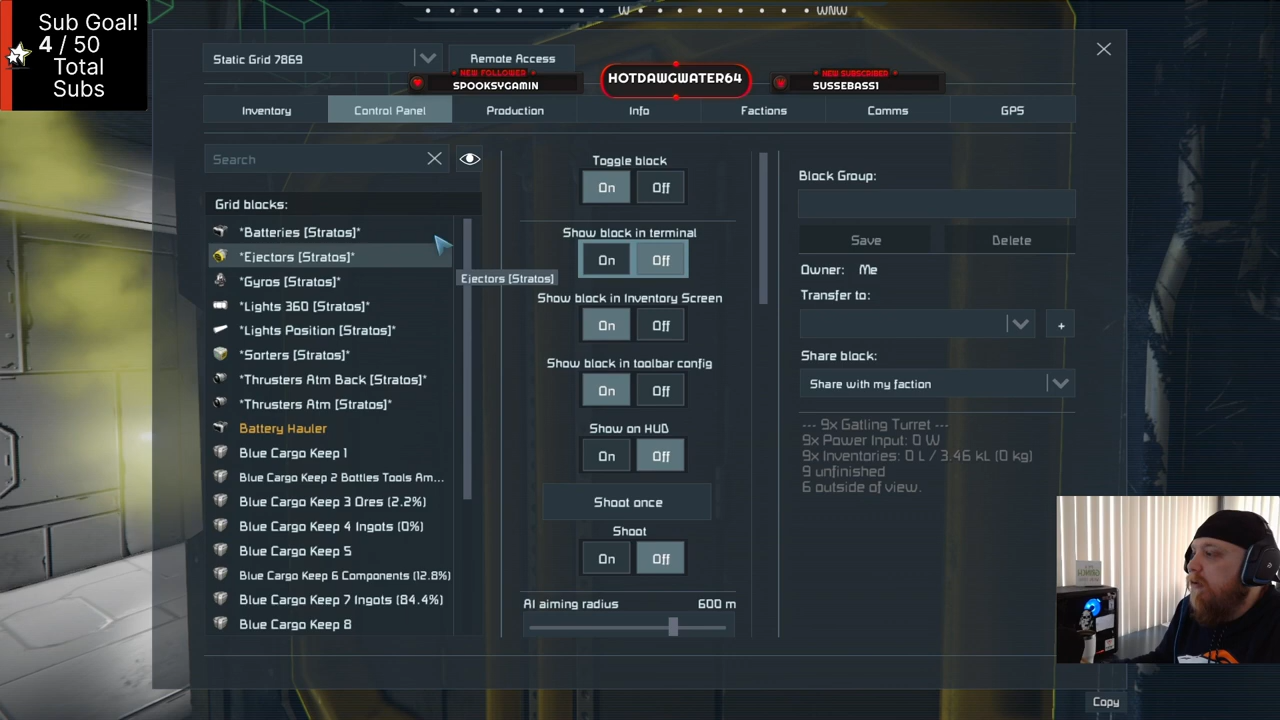 W
WNW
Sub Goal!
4 / 50
Total
Subs
Static Grid 7869
Remote Access
NEW FOLLOWER
SPOOKSYGAMIN
HOTDAWGWATER64
NEW SUBSCRIBER
SUSSEBASS1
Inventory
Control Panel
Production
Info
Factions
Comms
GPS
Search
Grid blocks:
*Batteries [Stratos]*
*Ejectors [Stratos]*
Ejectors [Stratos]
*Gyros [Stratos]*
*Lights 360 [Stratos]*
*Lights Position [Stratos]*
*Sorters [Stratos]*
*Thrusters Atm Back [Stratos]*
*Thrusters Atm [Stratos]*
Battery Hauler
Blue Cargo Keep 1
Blue Cargo Keep 2 Bottles Tools Am...
Blue Cargo Keep 3 Ores (2.2%)
Blue Cargo Keep 4 Ingots (0%)
Blue Cargo Keep 5
Blue Cargo Keep 6 Components (12.8%)
Blue Cargo Keep 7 Ingots (84.4%)
Blue Cargo Keep 8
Toggle block
On Off
Show block in terminal
On Off
Show block in Inventory Screen
On Off
Show block in toolbar config
On Off
Show on HUD
On Off
Shoot once
Shoot
On Off
AI aiming radius 600 m
Block Group:
Save Delete
Owner: Me
Transfer to:
+
Share block:
Share with my faction
--- 9x Gatling Turret ---
9x Power Input: 0 W
9x Inventories: 0 L / 3.46 kL (0 kg)
9 unfinished
6 outside of view.
Copy